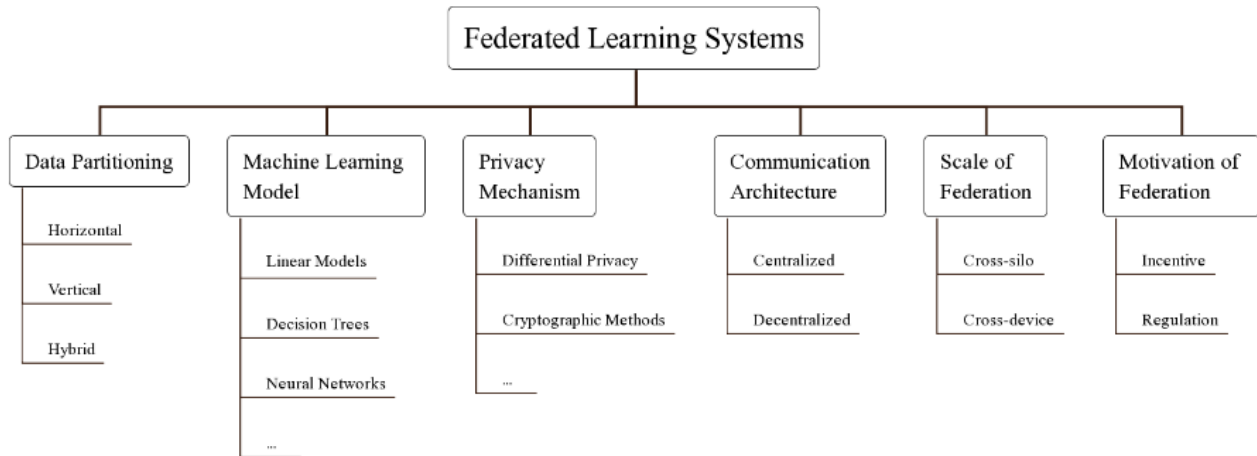 Federated Learning Systems
Data Partitioning
Horizontal
Vertical
Hybrid
Machine Learning
Model
Linear Models
Decision Trees
Neural Networks
...
Privacy
Mechanism
Differential Privacy
Cryptographic Methods
...
Communication
Architecture
Centralized
Decentralized
Scale of
Federation
Cross-silo
Cross-device
Motivation of
Federation
Incentive
Regulation